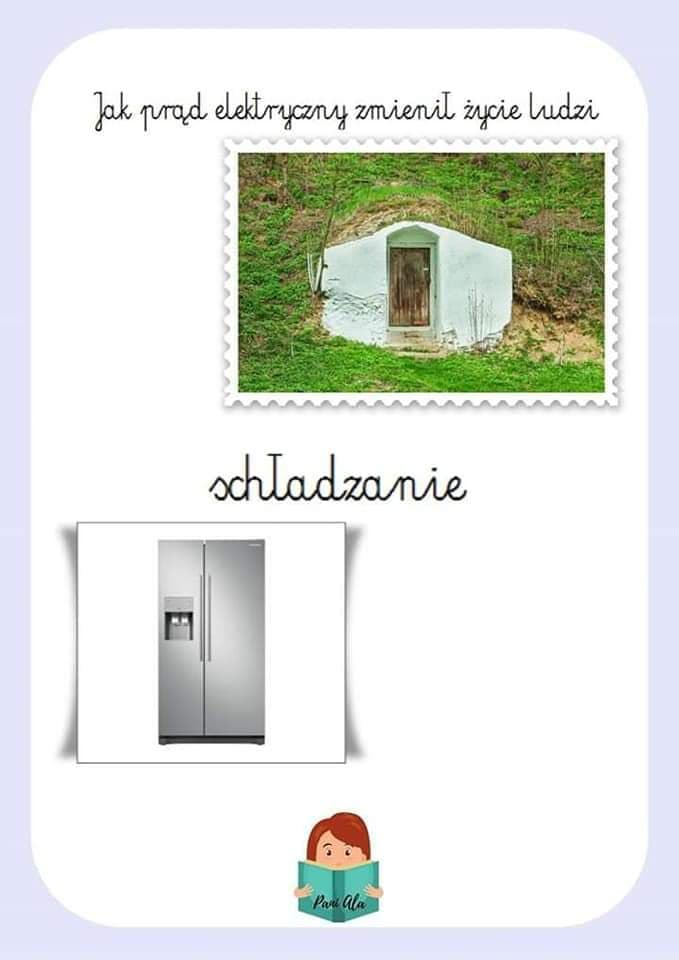 Jak prąd elektryczny zmienił życie ludzi
schładzanie
Pani Ala